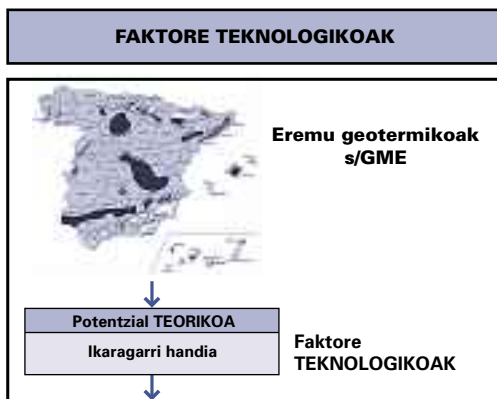 FAKTORE TEKNOLOGIKOAK
Eremu geotermikoak
s/GME
Potentzial TEORIKOA
Ikaragarri handia
Faktore
TEKNOLOGIKOAK